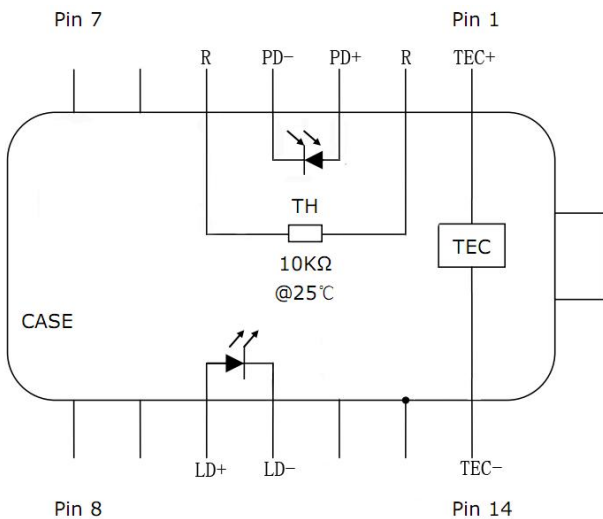 Pin 7 Pin 1
R PD- PD+ R TEC+
TH
10KΩ
@25℃
TEC
CASE
LD+ LD- TEC-
Pin 8 Pin 14